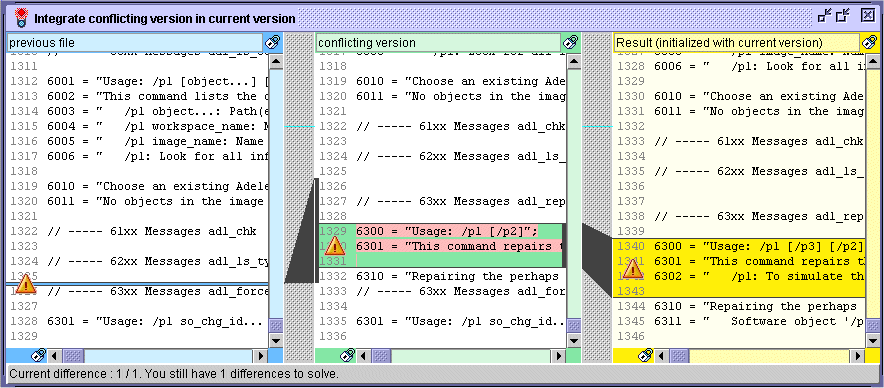 Integrate conflicting version in current version
previous file
1311
1312 6001 = "Usage: /pl [object...] [
1313 6002 = "This command lists the
1314 6003 = " /pl object...: Path(
1315 6004 = " /pl workspace_name:
1316 6005 = " /pl image_name: Name
1317 6006 = " /pl: Look for all inf
1318
1319 6010 = "Choose an existing Adele
1320 6011 = "No objects in the image
1321
1322 // ----- 61xx Messages adl_chk
1323
1324 // ----- 62xx Messages adl_ls_ty
1325
1326 // ----- 63xx Messages adl_force
1327
1328 6301 = "Usage: /pl so_chg_id...
1329
conflicting version
1318
1319 6010 = "Choose an existing
1320 6011 = "No objects in the
1321
1322 // ----- 61xx Messages adl_chk
1323
1324 // ----- 62xx Messages adl_ls_
1325
1326
1327 // ----- 63xx Messages adl_rep
1328
1329 6300 = "Usage: /pl [/p2]";
6301 = "This command repairs
1331
1332 6310 = "Repairing the perhaps
1333 // ----- 63xx Messages adl_for
1334
1335 6301 = "Usage: /pl so_chg_id..
1336
Result (initialized with current version)
1328 6006 = " /pl: Look for all in
1329
1330 6010 = "Choose an existing Ade
1331 6011 = "No objects in the imag
1332
1333 // ----- 61xx Messages adl_chk
1334
1335 // ----- 62xx Messages adl_ls_
1336
1337
1338 // ----- 63xx Messages adl_rep
1339
1340 6300 = "Usage: /pl [/p3] [/p2]
6301 = "This command repairs th
6302 = " /pl: To simulate th
1343
1344 6310 = "Repairing the perhaps
1345 6311 = " Software object '/p
1346
Current difference : 1 / 1. You still have 1 differences to solve.